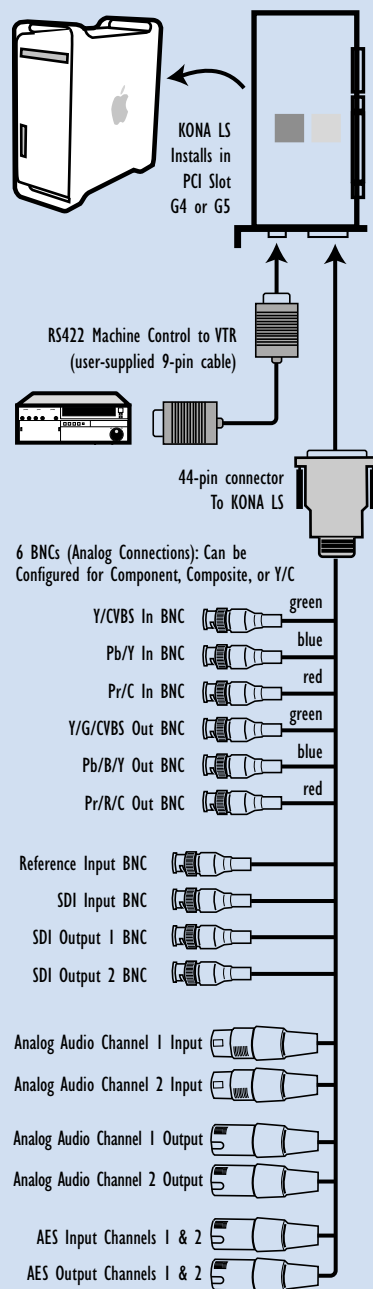 KONA LS
Installs in
PCI Slot
G4 or G5
RS422 Machine Control to VTR
(user-supplied 9-pin cable)
44-pin connector
To KONA LS
6 BNCs (Analog Connections): Can be
Configured for Component, Composite, or Y/C
Y/CVBS In BNC green
Pb/Y In BNC blue
Pr/C In BNC red
Y/G/CVBS Out BNC green
Pb/B/Y Out BNC blue
Pr/R/C Out BNC red
Reference Input BNC
SDI Input BNC
SDI Output 1 BNC
SDI Output 2 BNC
Analog Audio Channel 1 Input
Analog Audio Channel 2 Input
Analog Audio Channel 1 Output
Analog Audio Channel 2 Output
AES Input Channels 1 & 2
AES Output Channels 1 & 2